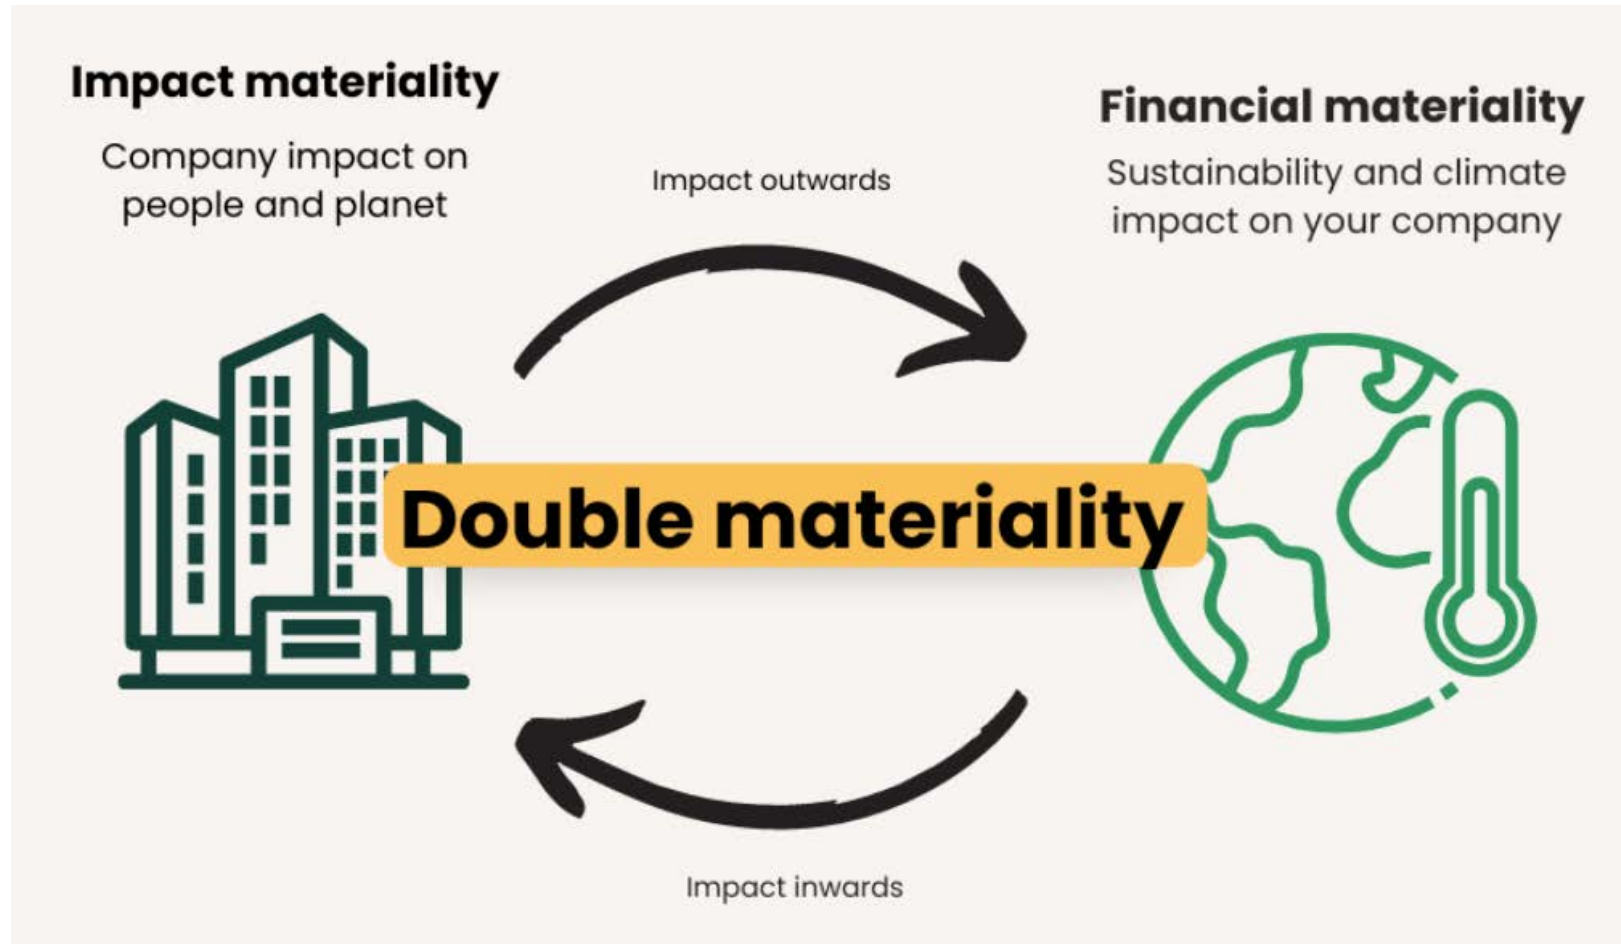 Impact materiality
Company impact on
people and planet
Impact outwards
Financial materiality
Sustainability and climate
impact on your company
Double materiality
Impact inwards